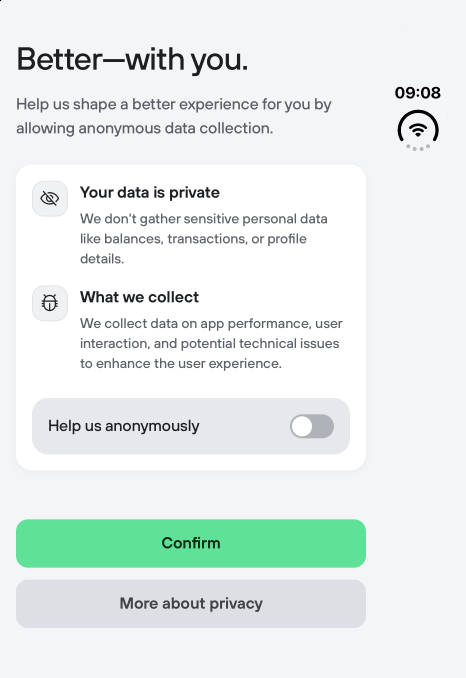 Better—with you.
Help us shape a better experience for you by
allowing anonymous data collection.
09:08
Your data is private
We don't gather sensitive personal data
like balances, transactions, or profile
details.
What we collect
We collect data on app performance, user
interaction, and potential technical issues
to enhance the user experience.
Help us anonymously
Confirm
More about privacy